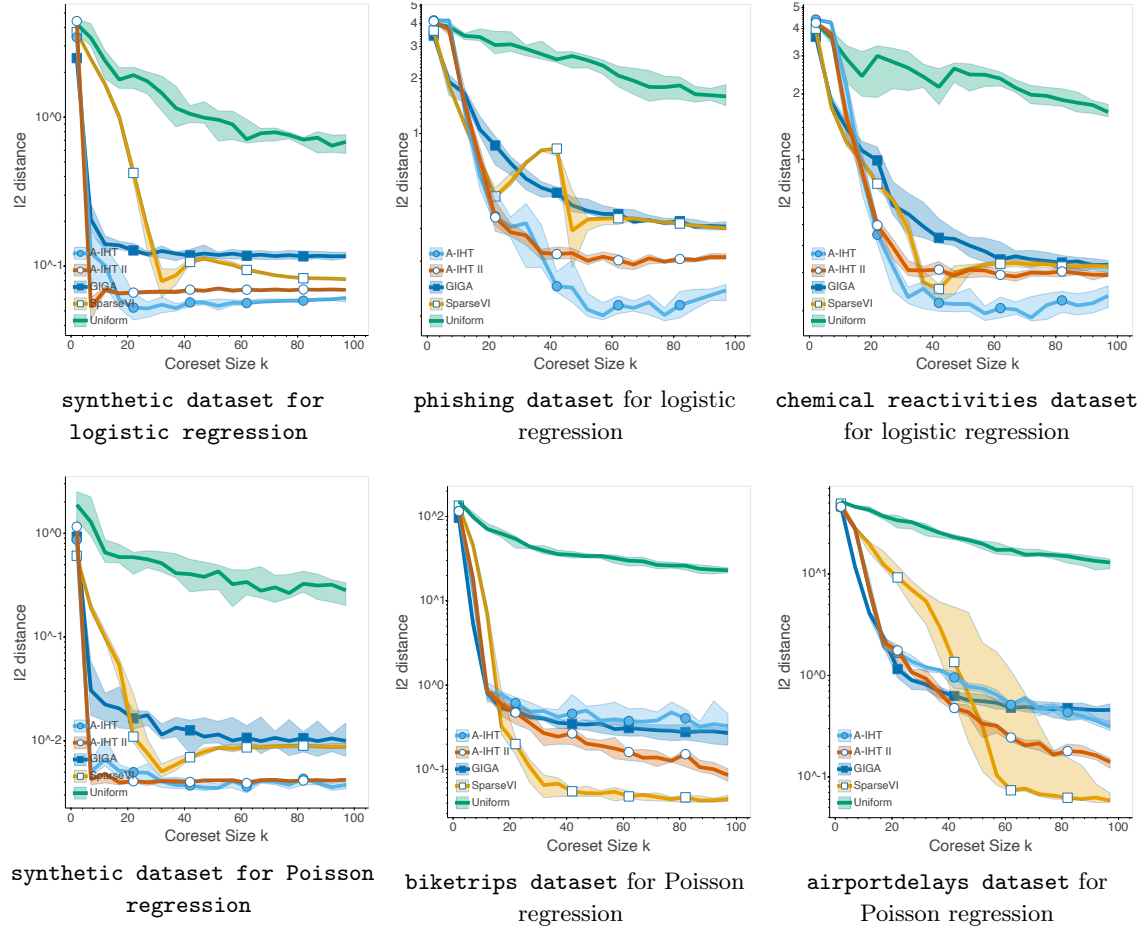 l2 distance
10^0
10^-1
A-IHT
A-IHT II
GIGA
SparseVI
Uniform
0 20 40 60 80 100
Coreset Size k
synthetic dataset for
logistic regression
l2 distance
5
4
3
2
1
A-IHT
A-IHT II
GIGA
SparseVI
Uniform
0 20 40 60 80 100
Coreset Size k
phishing dataset for logistic
regression
l2 distance
5
4
3
2
1
A-IHT
A-IHT II
GIGA
SparseVI
Uniform
0 20 40 60 80 100
Coreset Size k
chemical reactivities dataset
for logistic regression
l2 distance
10^0
10^-1
10^-2
A-IHT
A-IHT II
GIGA
SparseVI
Uniform
0 20 40 60 80 100
Coreset Size k
synthetic dataset for Poisson
regression
l2 distance
10^2
10^1
10^0
10^-1
A-IHT
A-IHT II
GIGA
SparseVI
Uniform
0 20 40 60 80 100
Coreset Size k
biketrips dataset for Poisson
regression
l2 distance
10^1
10^0
10^-1
A-IHT
A-IHT II
GIGA
SparseVI
Uniform
0 20 40 60 80 100
Coreset Size k
airportdelays dataset for
Poisson regression